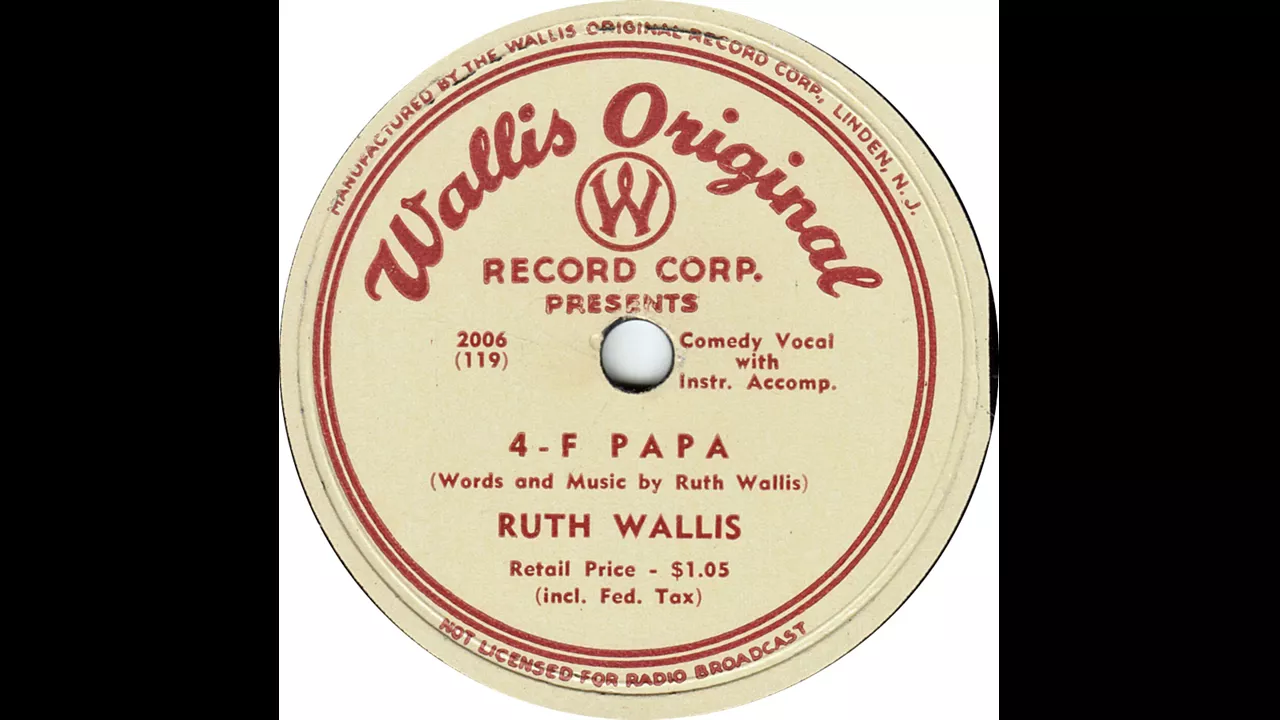 MANUFACTURED BY THE WALLIS ORIGINAL RECORD CORP., LINDEN, N. J.
Wallis Original
W
RECORD CORP.
PRESENTS
2006
(119)
Comedy Vocal
with
Instr. Accomp.
4-F PAPA
(Words and Music by Ruth Wallis)
RUTH WALLIS
Retail Price - $1.05
(incl. Fed. Tax)
NOT LICENSED FOR RADIO BROADCAST